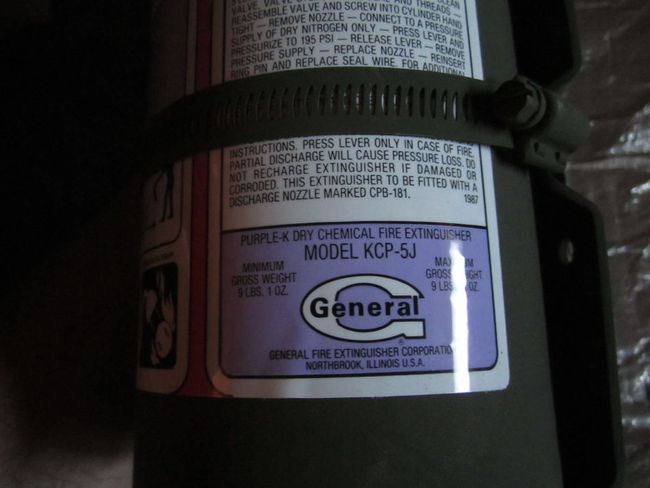 VALVE, VALVE AND THREADS – CLEAN
REASSEMBLE VALVE AND SCREW INTO CYLINDER HAND
TIGHT – REMOVE NOZZLE – CONNECT TO A PRESSURE
SUPPLY OF DRY NITROGEN ONLY – PRESS LEVER AND
PRESSURIZE TO 195 PSI – RELEASE LEVER – REMOVE
PRESSURE SUPPLY – REPLACE NOZZLE – REINSERT
RING PIN AND REPLACE SEAL WIRE. FOR ADDITIONAL
INSTRUCTIONS. PRESS LEVER ONLY IN CASE OF FIRE.
PARTIAL DISCHARGE WILL CAUSE PRESSURE LOSS. DO
NOT RECHARGE EXTINGUISHER IF DAMAGED OR
CORRODED. THIS EXTINGUISHER TO BE FITTED WITH A
DISCHARGE NOZZLE MARKED CPB-181. 1987
PURPLE-K DRY CHEMICAL FIRE EXTINGUISHER
MODEL KCP-5J
MINIMUM
GROSS WEIGHT
9 LBS. 1 OZ.
MAXIMUM
GROSS WEIGHT
9 LBS. OZ.
General
GENERAL FIRE EXTINGUISHER CORPORATION
NORTHBROOK, ILLINOIS U.S.A.